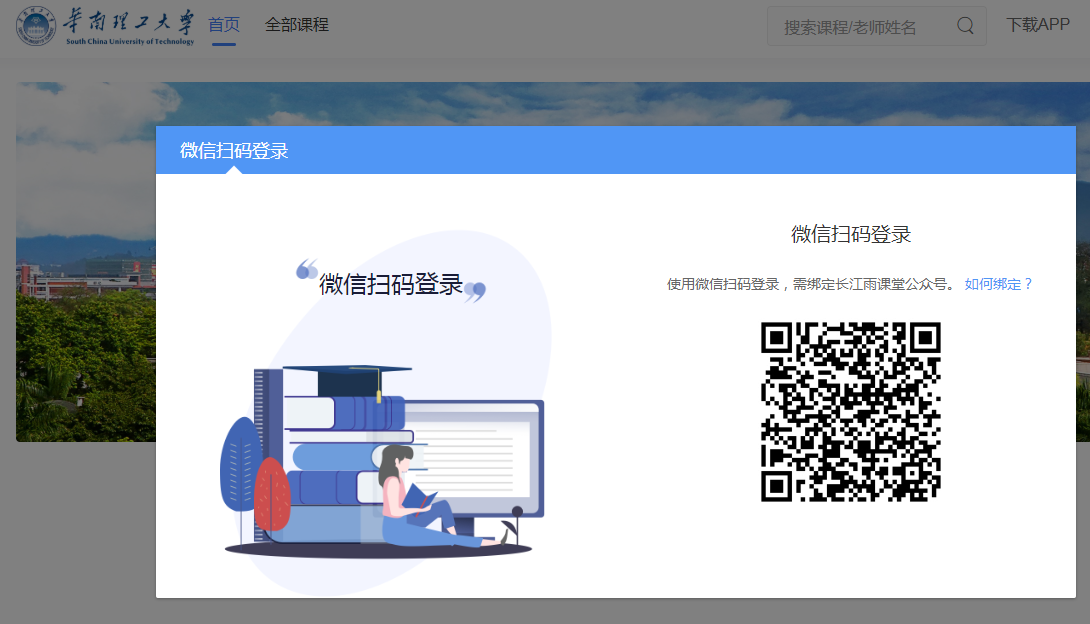 華南理工大學
South China University of Technology
首页
全部课程
搜索课程/老师姓名
下载APP
微信扫码登录
微信扫码登录
微信扫码登录
使用微信扫码登录，需绑定长江雨课堂公众号。 如何绑定？